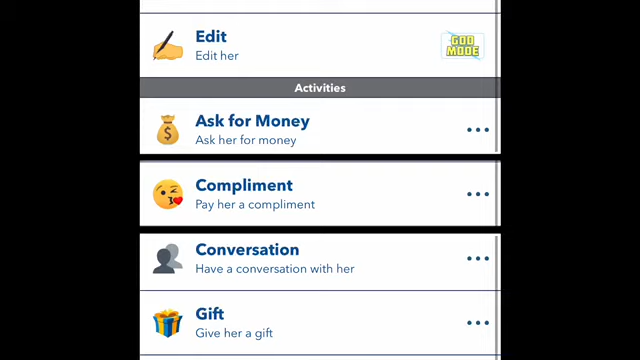 Edit
Edit her
GOD
MODE
Activities
Ask for Money
Ask her for money
Compliment
Pay her a compliment
Conversation
Have a conversation with her
Gift
Give her a gift